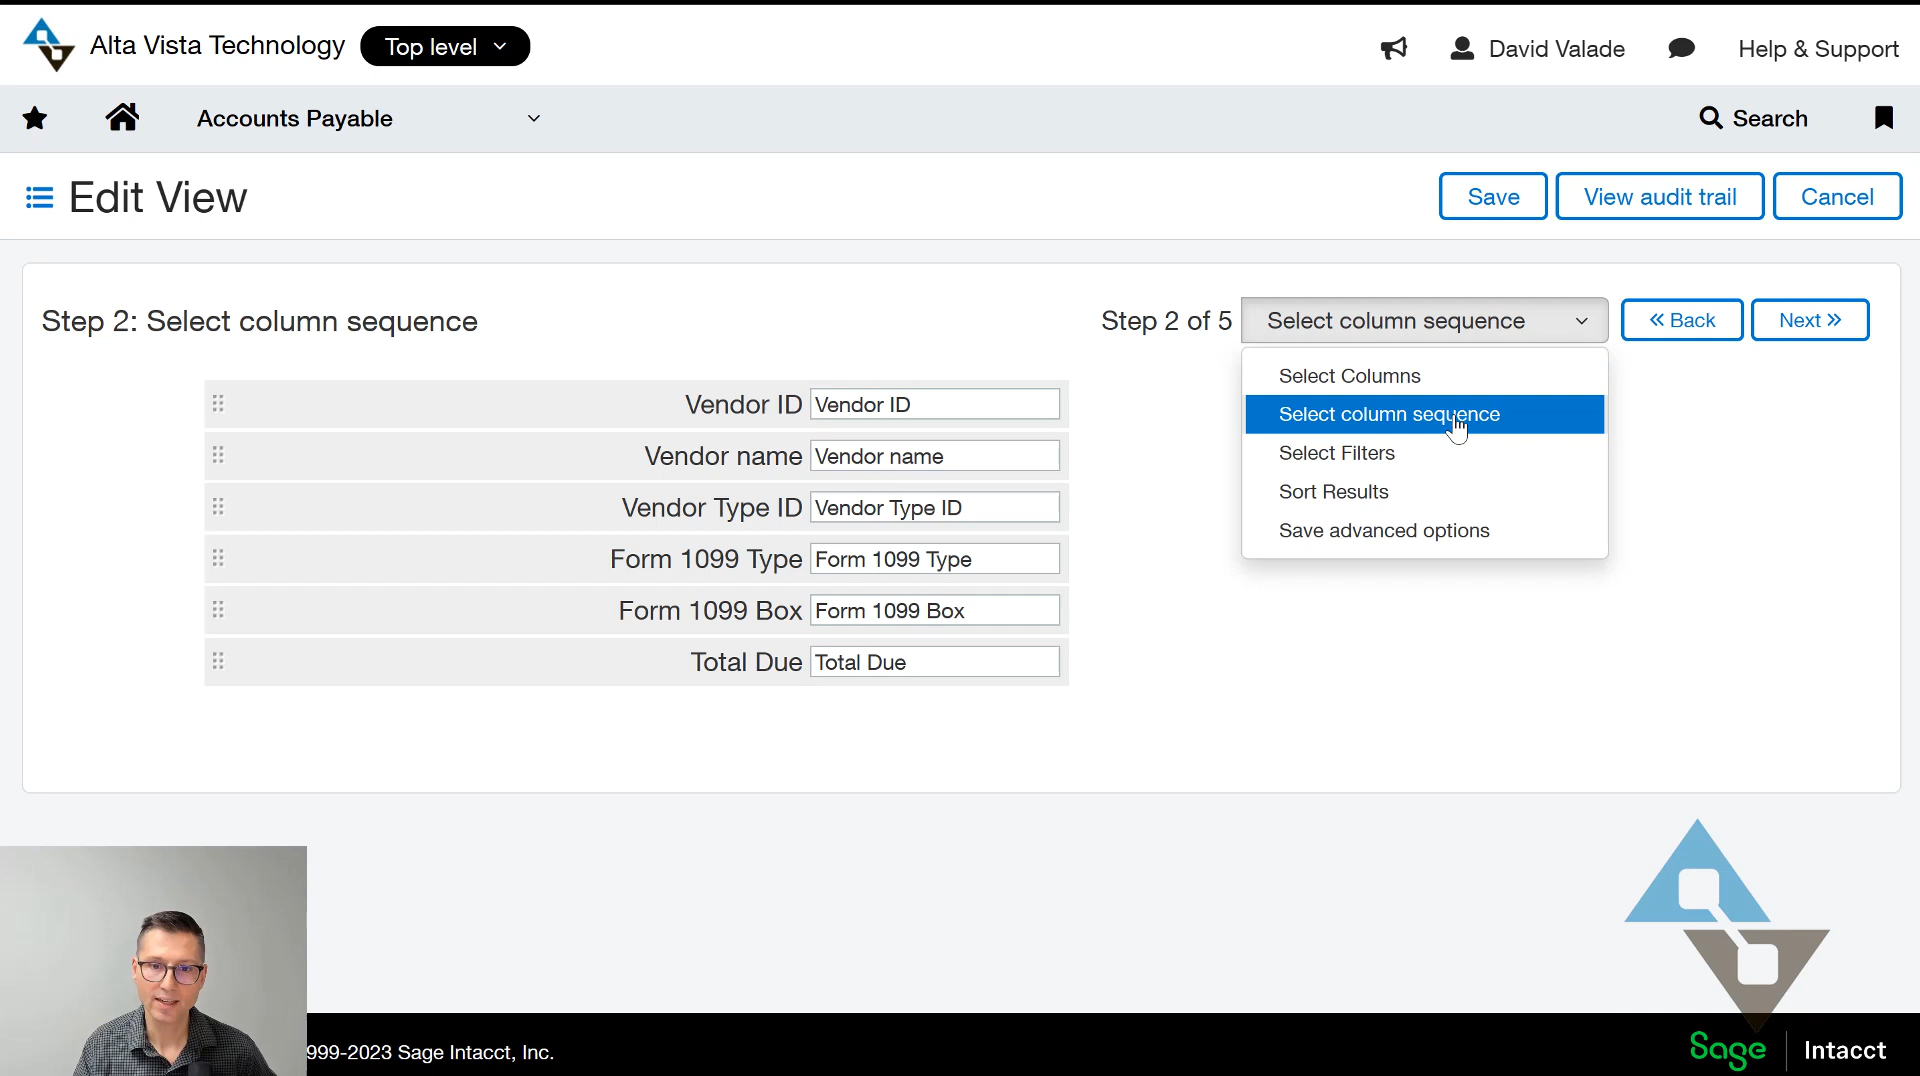 Alta Vista Technology Top level David Valade Help & Support
Accounts Payable Search
Edit View Save View audit trail Cancel
Step 2: Select column sequence Step 2 of 5 Select column sequence « Back Next »
Select Columns
Select column sequence
Select Filters
Sort Results
Save advanced options
Vendor ID Vendor ID
Vendor name Vendor name
Vendor Type ID Vendor Type ID
Form 1099 Type Form 1099 Type
Form 1099 Box Form 1099 Box
Total Due Total Due
999-2023 Sage Intacct, Inc.
Sage Intacct